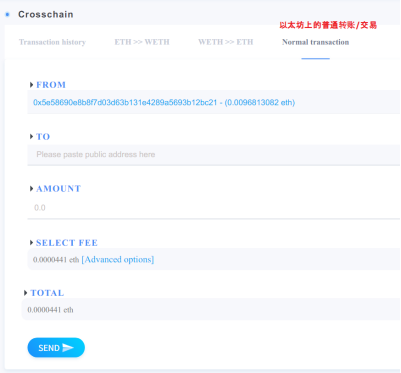 Crosschain
以太坊上的普通转账/交易
Transaction history ETH >> WETH WETH >> ETH Normal transaction
FROM
0x5e58690e8b8f7d03d63b131e4289a5693b12bc21 - (0.0096813082 eth)
TO
Please paste public address here
AMOUNT
0.0
SELECT FEE
0.0000441 eth [Advanced options]
TOTAL
0.0000441 eth
SEND